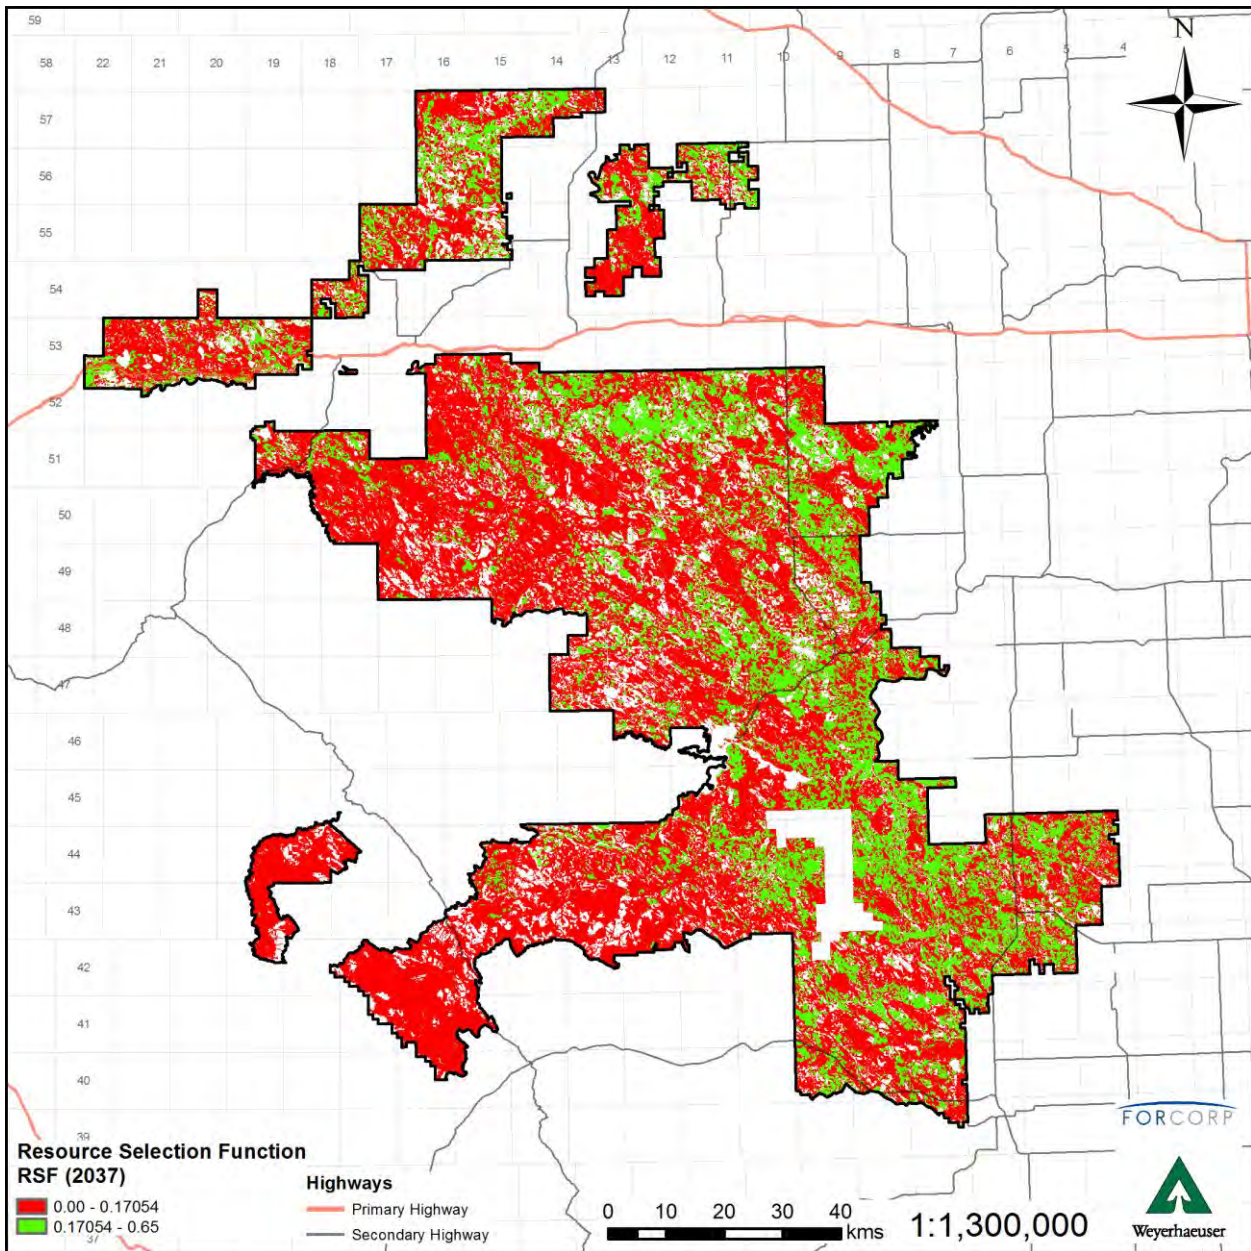 59
N
58 22 21 20 19 18 17 16 15 14 13 12 11 10 9 8 7 6 5 4
57
56
55
54
53
52
51
50
49
48
47
46
45
44
43
42
41
40
39
37
Resource Selection Function
RSF (2037)
0.00 - 0.17054
0.17054 - 0.65
Highways
Primary Highway
Secondary Highway
0 10 20 30 40
kms
1:1,300,000
FORCORP
Weyerhaeuser